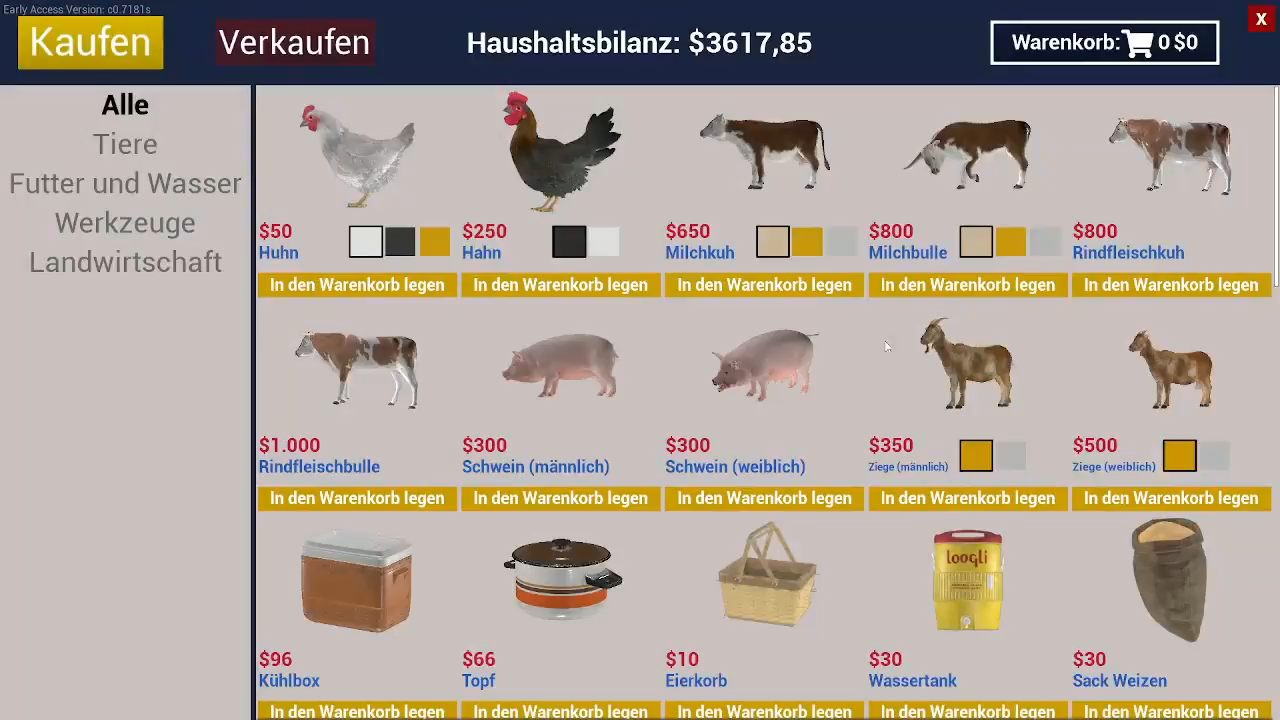 Early Access Version: c0.7181s
Kaufen
Verkaufen
Haushaltsbilanz: $3617,85
Warenkorb: 0 $0
X
Alle
Tiere
Futter und Wasser
Werkzeuge
Landwirtschaft
$50
Huhn
In den Warenkorb legen
$250
Hahn
In den Warenkorb legen
$650
Milchkuh
In den Warenkorb legen
$800
Milchbulle
In den Warenkorb legen
$800
Rindfleischkuh
In den Warenkorb legen
$1.000
Rindfleischbulle
In den Warenkorb legen
$300
Schwein (männlich)
In den Warenkorb legen
$300
Schwein (weiblich)
In den Warenkorb legen
$350
Ziege (männlich)
In den Warenkorb legen
$500
Ziege (weiblich)
In den Warenkorb legen
$96
Kühlbox
In den Warenkorb legen
$66
Topf
In den Warenkorb legen
$10
Eierkorb
In den Warenkorb legen
loogli
$30
Wassertank
In den Warenkorb legen
$30
Sack Weizen
In den Warenkorb legen